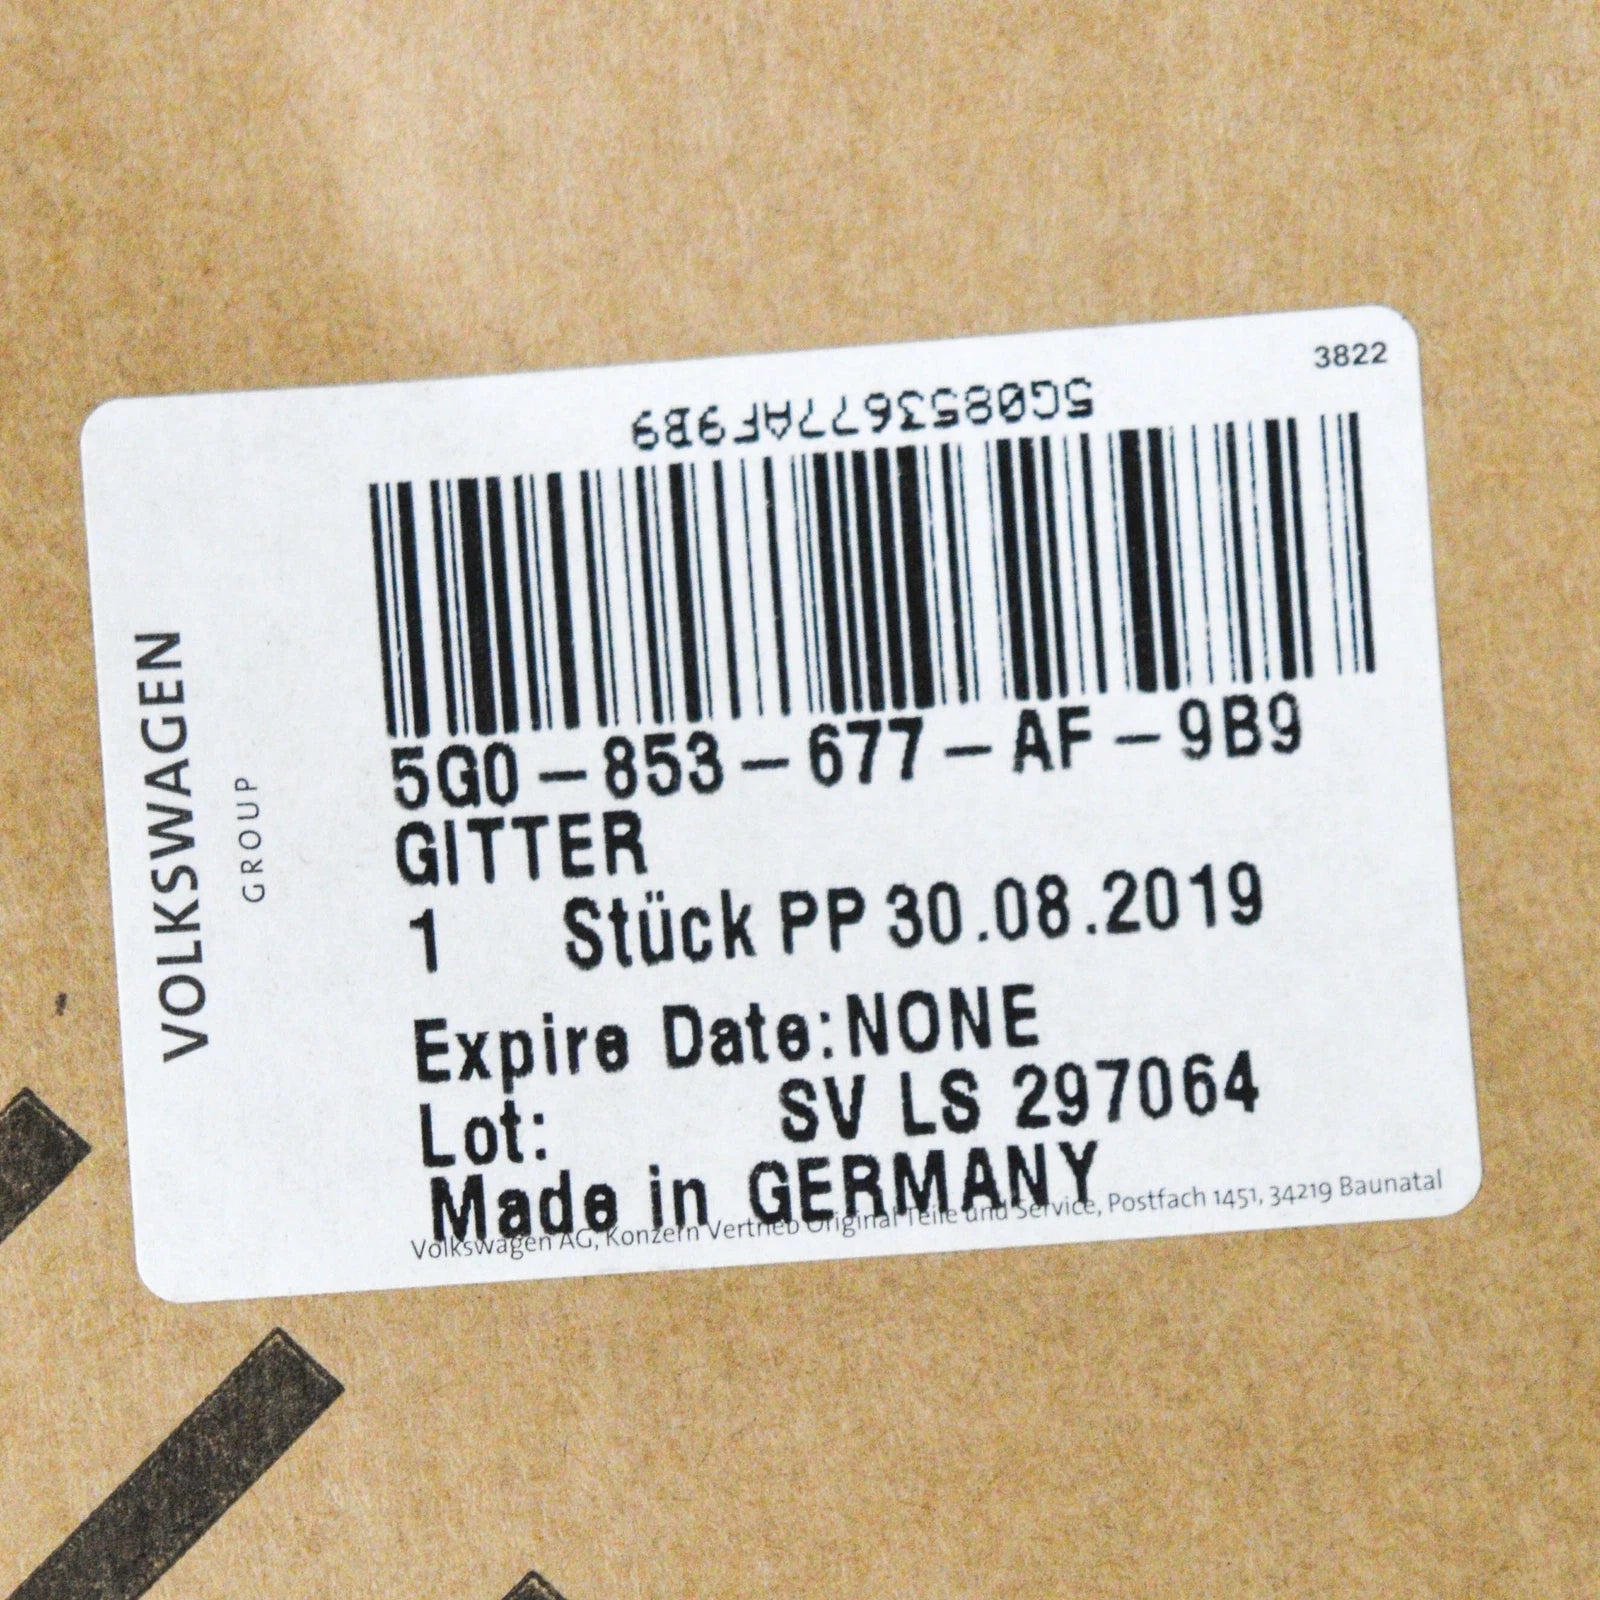 3822
5G0853677AF9B9
5G0-853-677-AF-9B9
GITTER
1 Stück PP 30.08.2019
Expire Date:NONE
Lot: SV LS 297064
Made in GERMANY
Volkswagen AG, Konzern Vertrieb Original Teile und Service, Postfach 1451, 34219 Baunatal
VOLKSWAGEN
GROUP